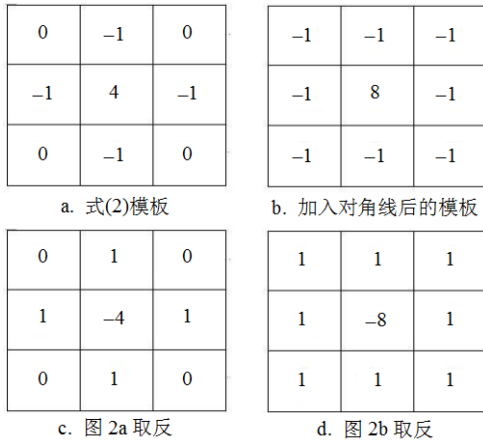 0 –1 0 –1 –1 –1
–1 4 –1 –1 8 –1
0 –1 0 –1 –1 –1
a. 式(2)模板 b. 加入对角线后的模板
0 1 0 1 1 1
1 –4 1 1 –8 1
0 1 0 1 1 1
c. 图 2a 取反 d. 图 2b 取反